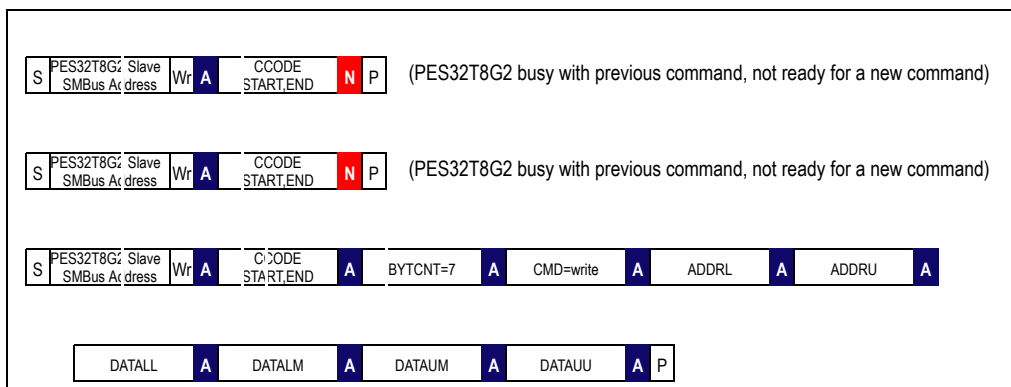 S PES32T8G2 Slave SMBus Address Wr A CCODE START,END N P (PES32T8G2 busy with previous command, not ready for a new command)
S PES32T8G2 Slave SMBus Address Wr A CCODE START,END N P (PES32T8G2 busy with previous command, not ready for a new command)
S PES32T8G2 Slave SMBus Address Wr A CCODE START,END A BYTCNT=7 A CMD=write A ADDRL A ADDRU A
DATALL A DATALM A DATAUM A DATAUU A P